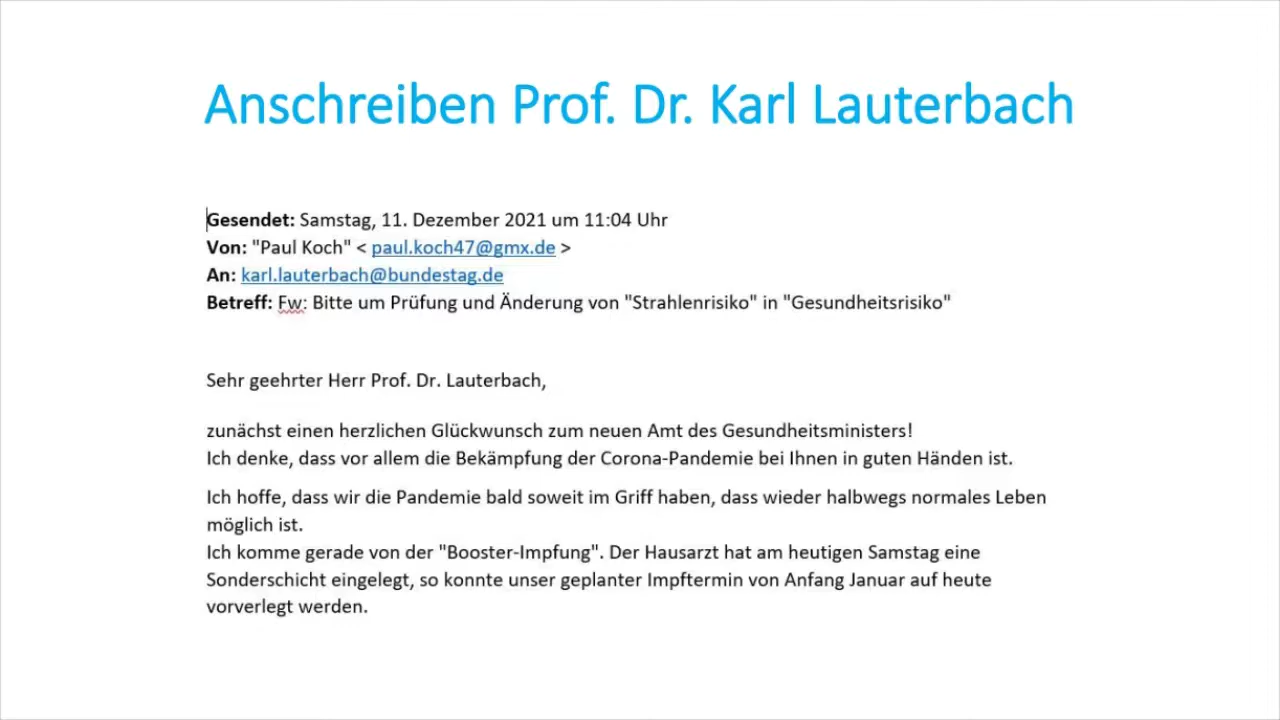 Anschreiben Prof. Dr. Karl Lauterbach
Gesendet: Samstag, 11. Dezember 2021 um 11:04 Uhr
Von: "Paul Koch" < paul.koch47@gmx.de >
An: karl.lauterbach@bundestag.de
Betreff: Fw: Bitte um Prüfung und Änderung von "Strahlenrisiko" in "Gesundheitsrisiko"
Sehr geehrter Herr Prof. Dr. Lauterbach,
zunächst einen herzlichen Glückwunsch zum neuen Amt des Gesundheitsministers!
Ich denke, dass vor allem die Bekämpfung der Corona-Pandemie bei Ihnen in guten Händen ist.
Ich hoffe, dass wir die Pandemie bald soweit im Griff haben, dass wieder halbwegs normales Leben
möglich ist.
Ich komme gerade von der "Booster-Impfung". Der Hausarzt hat am heutigen Samstag eine
Sonderschicht eingelegt, so konnte unser geplanter Impftermin von Anfang Januar auf heute
vorverlegt werden.